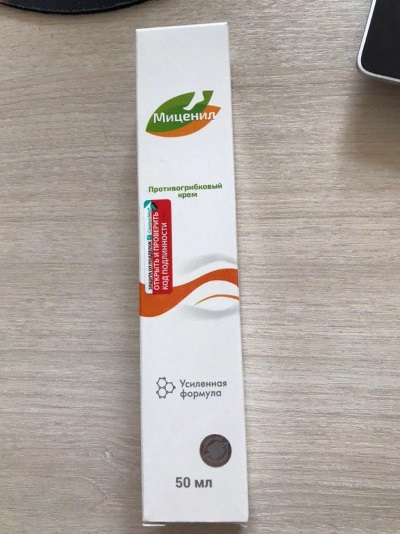 Миценил
Противогрибковый
крем
ОТКРЫТЬ И ПРОВЕРИТЬ
КОД ПОДЛИННОСТИ
Усиленная
формула
50 мл